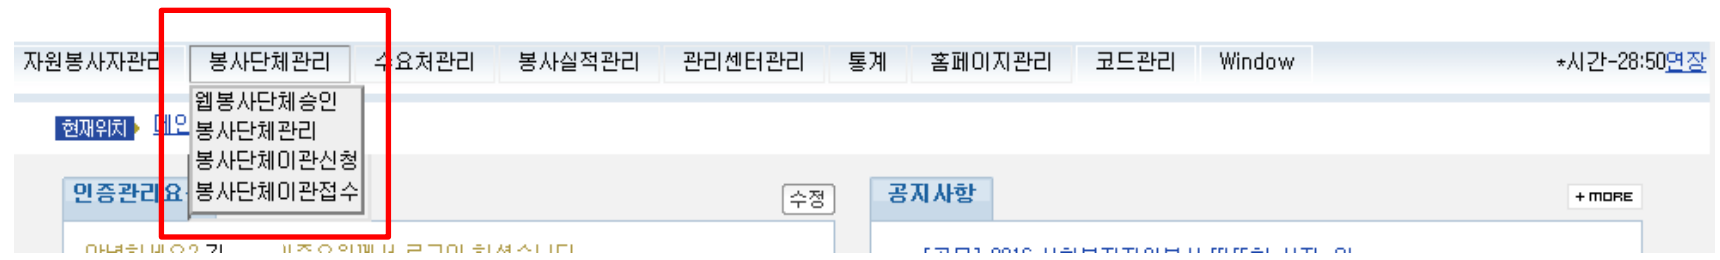 자원봉사자관리 봉사단체관리 수요처관리 봉사실적관리 관리센터관리 통계 홈페이지관리 코드관리 Window *시간-28:50연장
웹봉사단체승인
현재위치
봉사단체관리
봉사단체이관신청
인증관리요
봉사단체이관접수
수정
공지사항
+ MORE